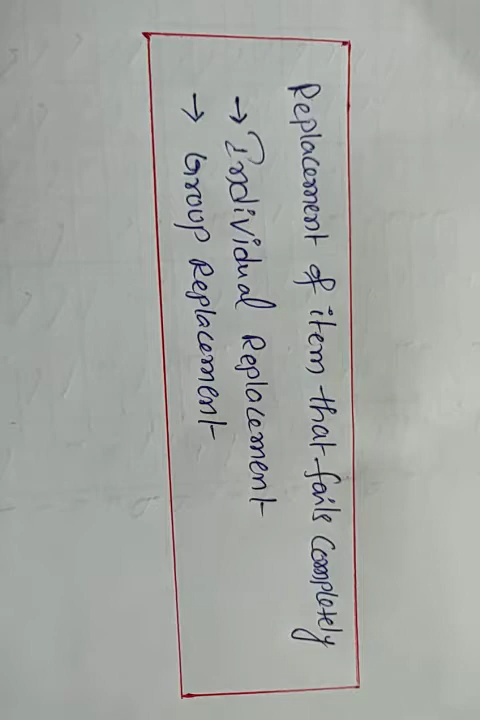 Replacement of item that fails completely
→ Individual Replacement
→ Group Replacement